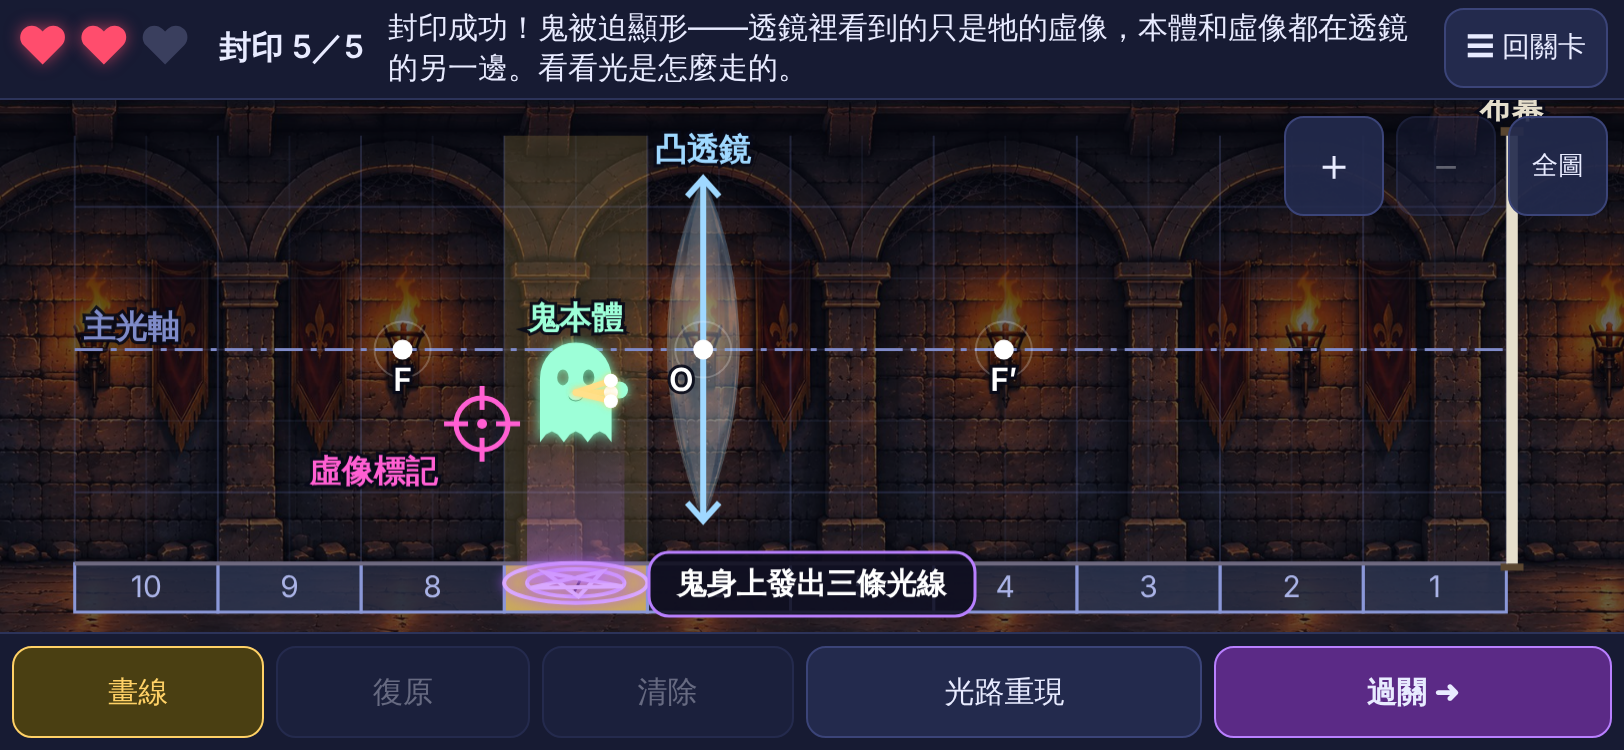 封印 5／5
封印成功！鬼被迫顯形——透鏡裡看到的只是牠的虛像，本體和虛像都在透鏡
的另一邊。看看光是怎麼走的。
☰ 回關卡
布幕
凸透鏡
+
−
全圖
鬼本體
主光軸
F
O
F′
虛像標記
10
9
8
鬼身上發出三條光線
4
3
2
1
畫線
復原
清除
光路重現
過關 ➜